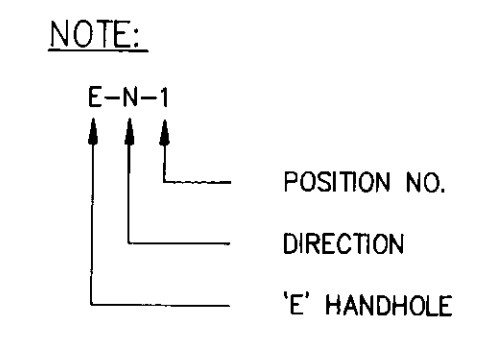 NOTE:
E-N-1
POSITION NO.
DIRECTION
'E' HANDHOLE